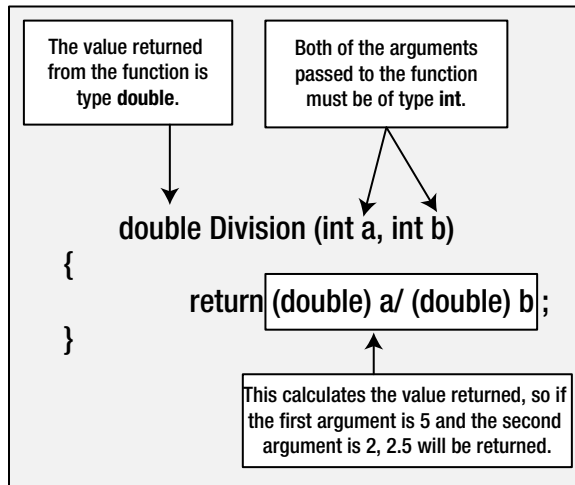 The value returned
from the function is
type double.
Both of the arguments
passed to the function
must be of type int.
double Division (int a, int b)
{
return (double) a/ (double) b ;
}
This calculates the value returned, so if
the first argument is 5 and the second
argument is 2, 2.5 will be returned.